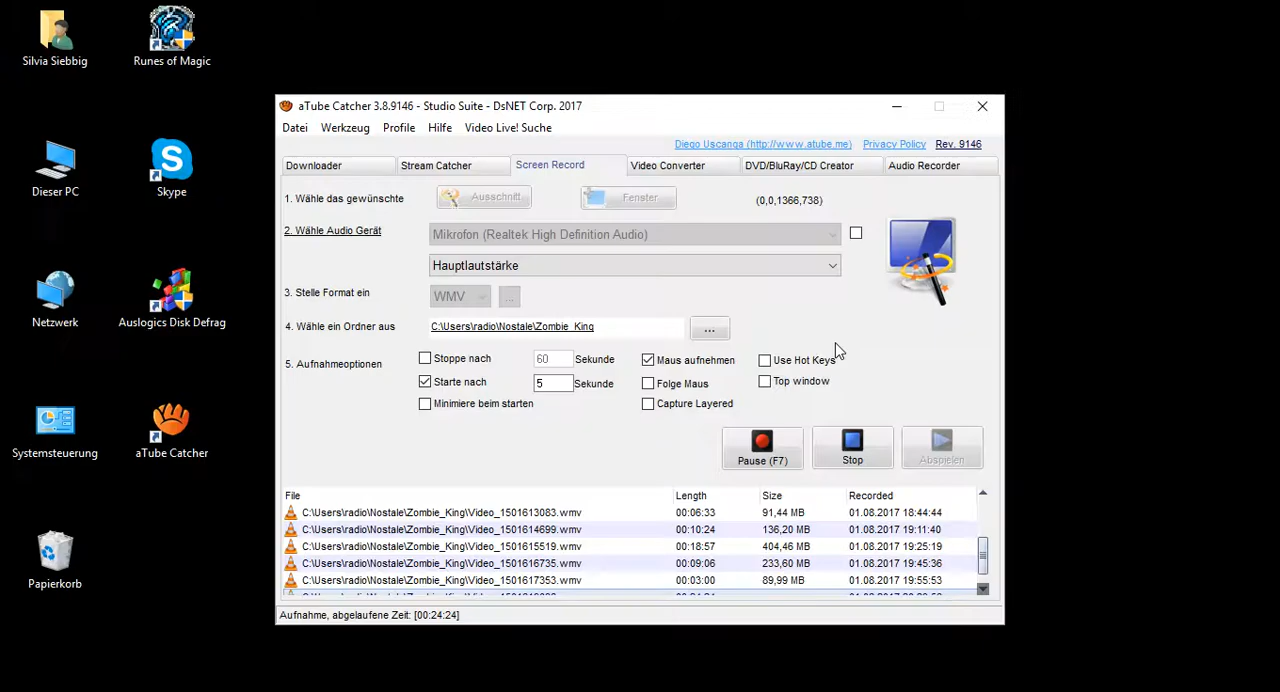 Silvia Siebbig
Runes of Magic
Dieser PC
Skype
Netzwerk
Auslogics Disk Defrag
Systemsteuerung
aTube Catcher
Papierkorb
aTube Catcher 3.8.9146 - Studio Suite - DsNET Corp. 2017
Datei Werkzeug Profile Hilfe Video Live! Suche
Diego Uscanga (http://www.atube.me) Privacy Policy Rev. 9146
Downloader Stream Catcher Screen Record Video Converter DVD/BluRay/CD Creator Audio Recorder
1. Wähle das gewünschte Ausschnitt Fenster (0,0,1366,738)
2. Wähle Audio Gerät Mikrofon (Realtek High Definition Audio)
Hauptlautstärke
3. Stelle Format ein WMV ...
4. Wähle ein Ordner aus C:\Users\radio\Nostale\Zombie_King ...
5. Aufnahmeoptionen Stoppe nach 60 Sekunde Maus aufnehmen Use Hot Keys
Starte nach 5 Sekunde Folge Maus Top window
Minimiere beim starten Capture Layered
Pause (F7) Stop Abspielen
File Length Size Recorded
C:\Users\radio\Nostale\Zombie_King\Video_1501613083.wmv 00:06:33 91,44 MB 01.08.2017 18:44:44
C:\Users\radio\Nostale\Zombie_King\Video_1501614699.wmv 00:10:24 136,20 MB 01.08.2017 19:11:40
C:\Users\radio\Nostale\Zombie_King\Video_1501615519.wmv 00:18:57 404,46 MB 01.08.2017 19:25:19
C:\Users\radio\Nostale\Zombie_King\Video_1501616735.wmv 00:09:06 233,60 MB 01.08.2017 19:45:36
C:\Users\radio\Nostale\Zombie_King\Video_1501617353.wmv 00:03:00 89,99 MB 01.08.2017 19:55:53
Aufnahme, abgelaufene Zeit: [00:24:24]